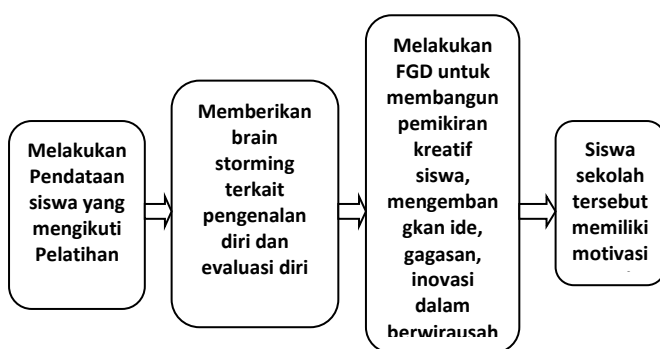 Melakukan
Pendataan
siswa yang
mengikuti
Pelatihan
Memberikan
brain
storming
terkait
pengenalan
diri dan
evaluasi diri
Melakukan
FGD untuk
membangun
pemikiran
kreatif
siswa,
mengemban
gkan ide,
gagasan,
inovasi
dalam
berwirausah
Siswa
sekolah
tersebut
memiliki
motivasi